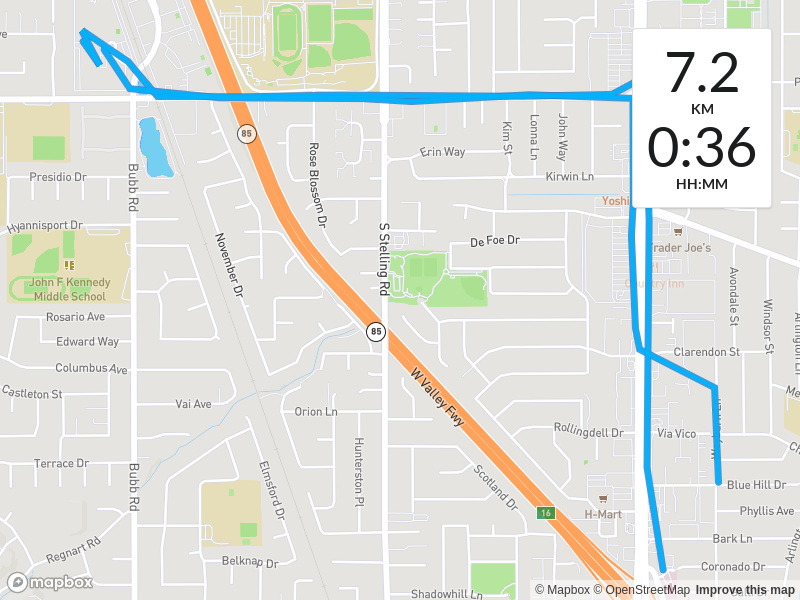 7.2
KM
0:36
HH:MM
85
Erin Way
Kim St
Lonna Ln
John Way
Kirwin Ln
Presidio Dr
Bubb Rd
Rose Blossom Dr
Hyannisport Dr
November Dr
S Stelling Rd
De Foe Dr
Trader Joe's
John F Kennedy
Middle School
Avondale St
Windsor St
Rosario Ave
85
Edward Way
Clarendon St
Columbus Ave
Castleton St
Vai Ave
Orion Ln
W Valley Fwy
Rollingdell Dr
Via Vico
Terrace Dr
Bubb Rd
Elmsford Dr
Hunterston Pl
Scotland Dr
Blue Hill Dr
H-Mart
16
Phyllis Ave
Bark Ln
Regnart Rd
Belknap Dr
Coronado Dr
Shadowhill Ln
mapbox
© Mapbox © OpenStreetMap Improve this map